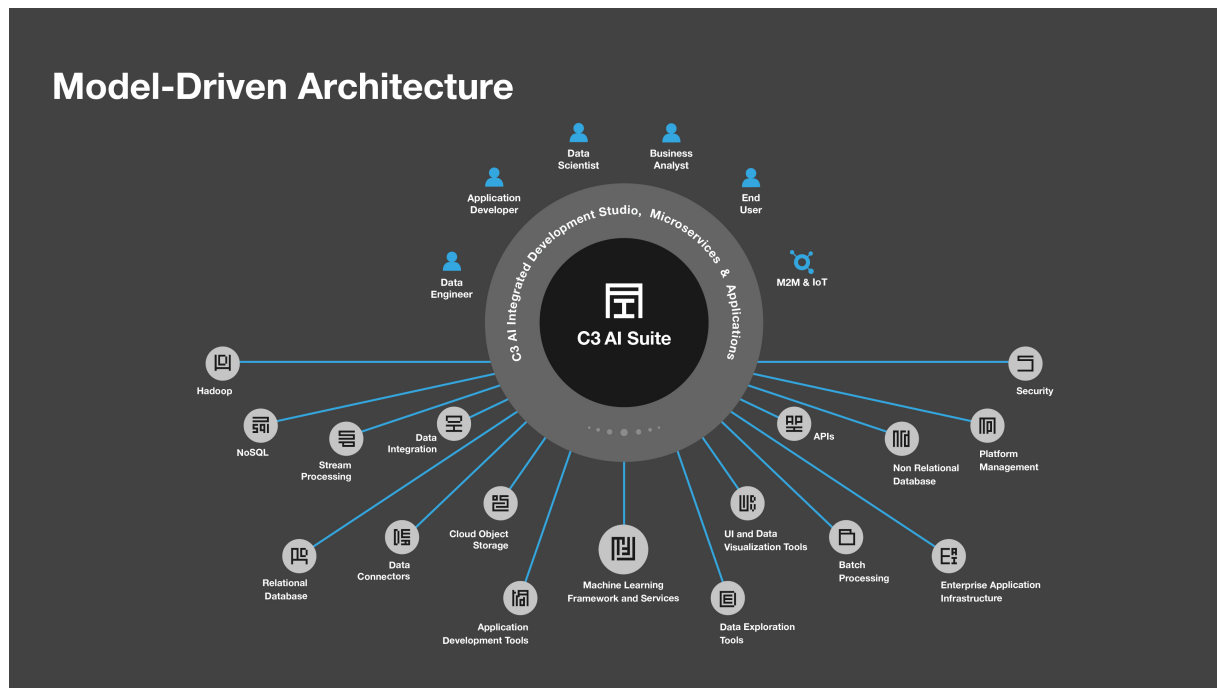 Model-Driven Architecture
Data
Scientist
Business
Analyst
Application
Developer
End
User
Data
Engineer
M2M & IoT
C3 AI Integrated Development Studio, Microservices & Applications
C3 AI Suite
Hadoop
Security
NoSQL
Stream
Processing
Data
Integration
APIs
Non Relational
Database
Platform
Management
Relational
Database
Data
Connectors
Cloud Object
Storage
Application
Development Tools
Machine Learning
Framework and Services
Data Exploration
Tools
UI and Data
Visualization Tools
Batch
Processing
Enterprise Application
Infrastructure